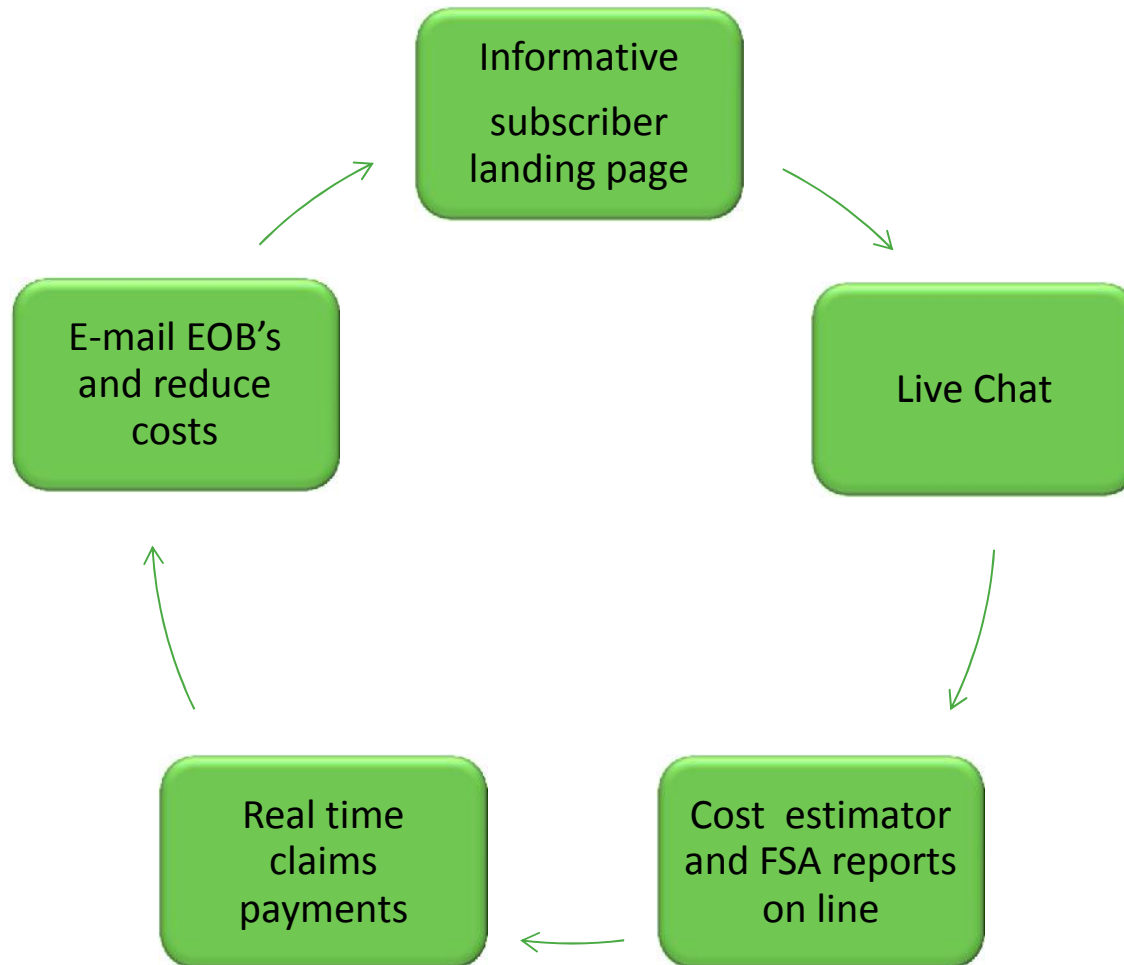 Informative
subscriber
landing page
Live Chat
Cost estimator
and FSA reports
on line
Real time
claims
payments
E-mail EOB’s
and reduce
costs